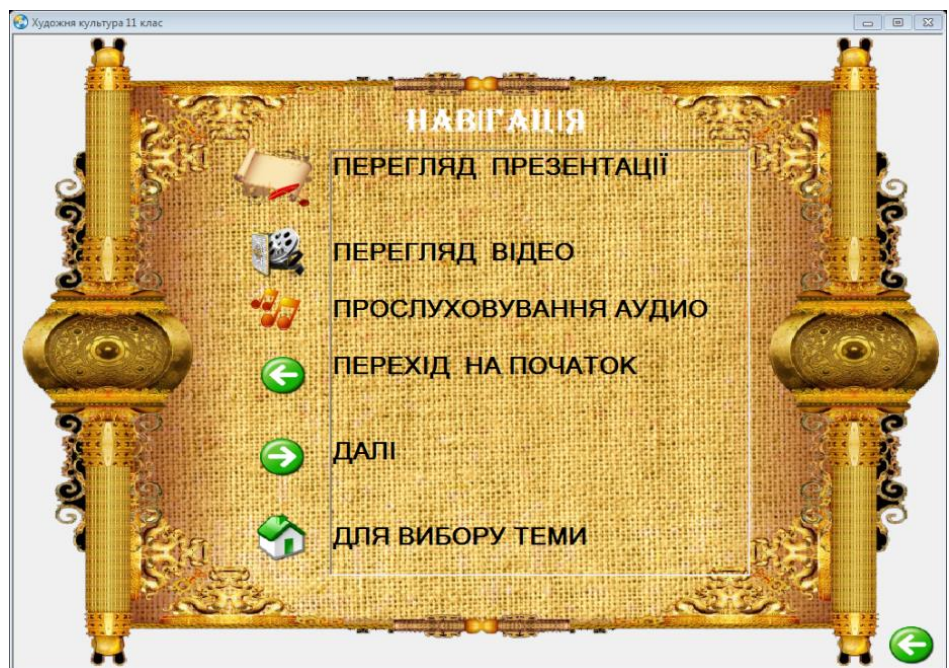 Художня культура 11 клас
НАВІГАЦІЯ
ПЕРЕГЛЯД ПРЕЗЕНТАЦІЇ
ПЕРЕГЛЯД ВІДЕО
ПРОСЛУХОВУВАННЯ АУДИО
ПЕРЕХІД НА ПОЧАТОК
ДАЛІ
ДЛЯ ВИБОРУ ТЕМИ